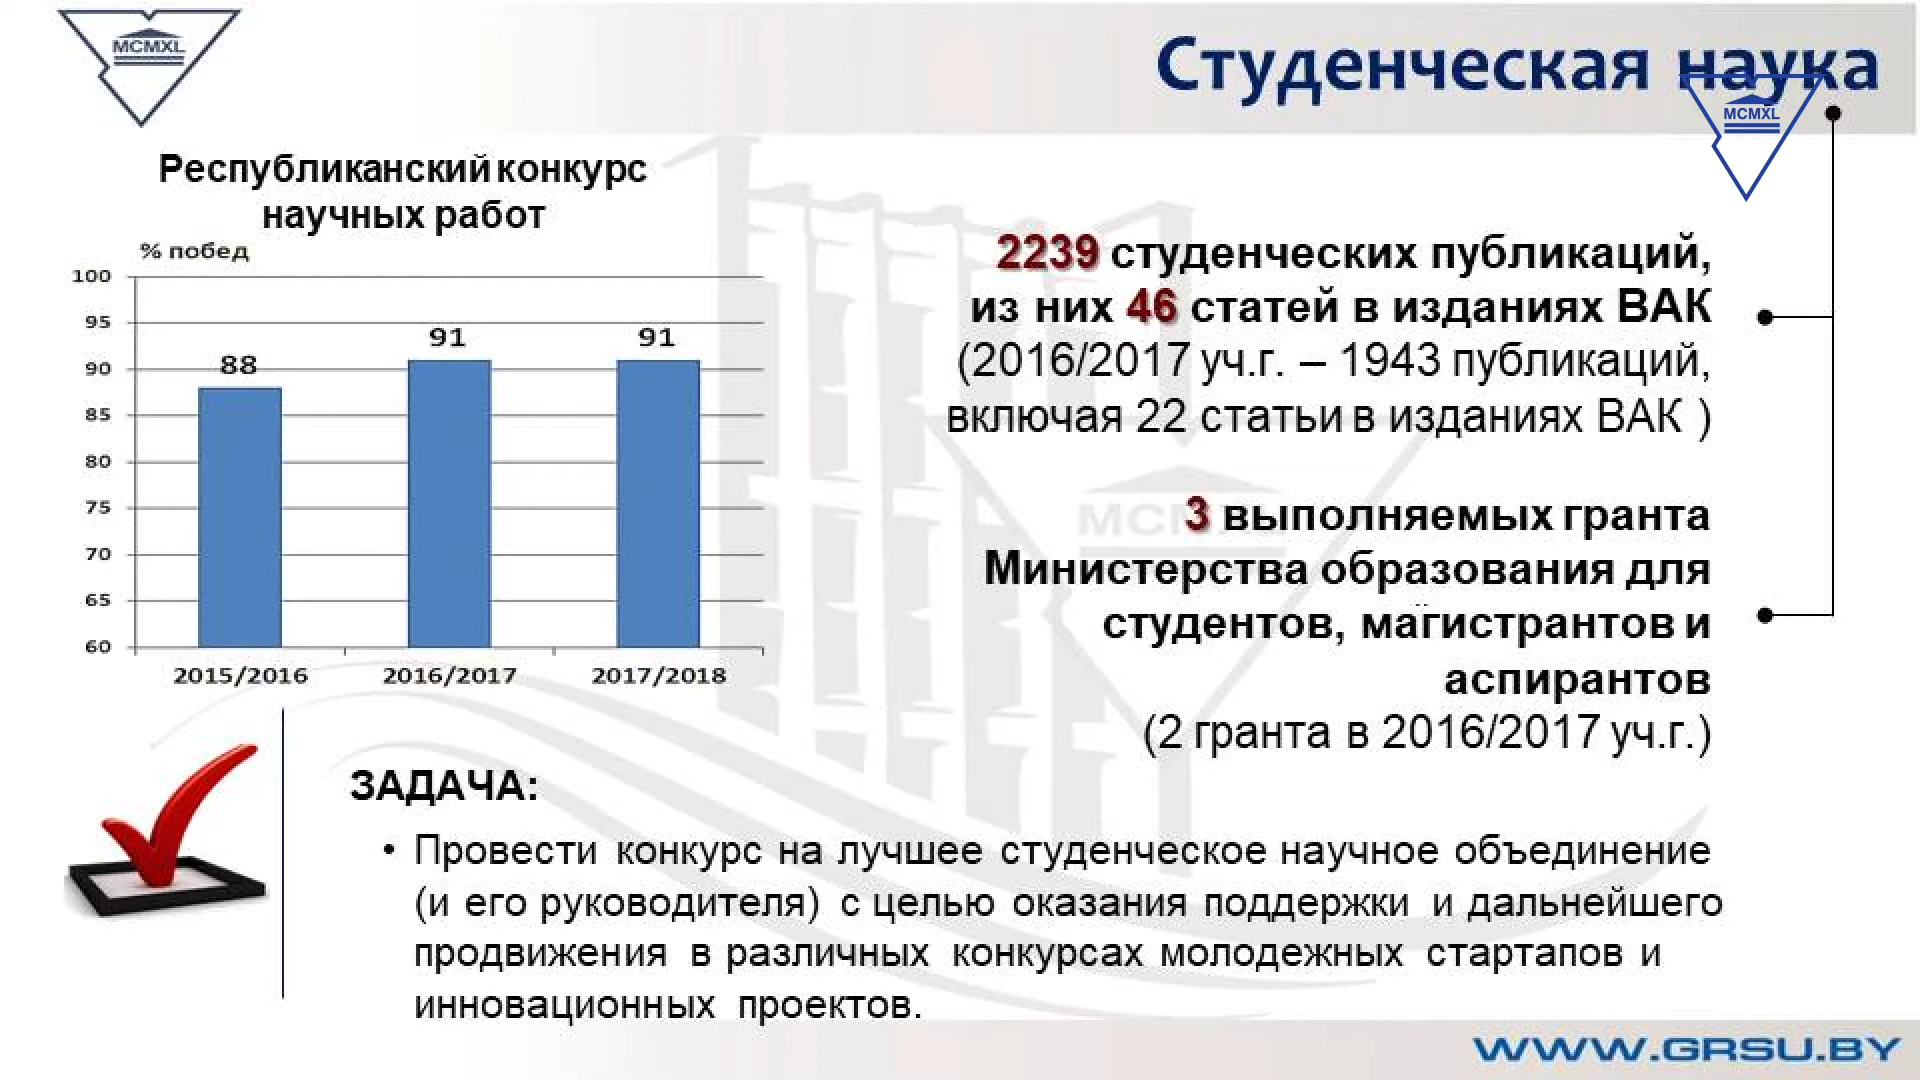 MCMXL
Студенческая наука
MCMXL
Республиканский конкурс
научных работ
% побед
100
95
90
85
80
75
70
65
60
88
91
91
2015/2016
2016/2017
2017/2018
2239 студенческих публикаций,
из них 46 статей в изданиях ВАК
(2016/2017 уч.г. – 1943 публикаций,
включая 22 статьи в изданиях ВАК )
3 выполняемых гранта
Министерства образования для
студентов, магистрантов и
аспирантов
(2 гранта в 2016/2017 уч.г.)
ЗАДАЧА:
• Провести конкурс на лучшее студенческое научное объединение
(и его руководителя) с целью оказания поддержки и дальнейшего
продвижения в различных конкурсах молодежных стартапов и
инновационных проектов.
WWW.GRSU.BY